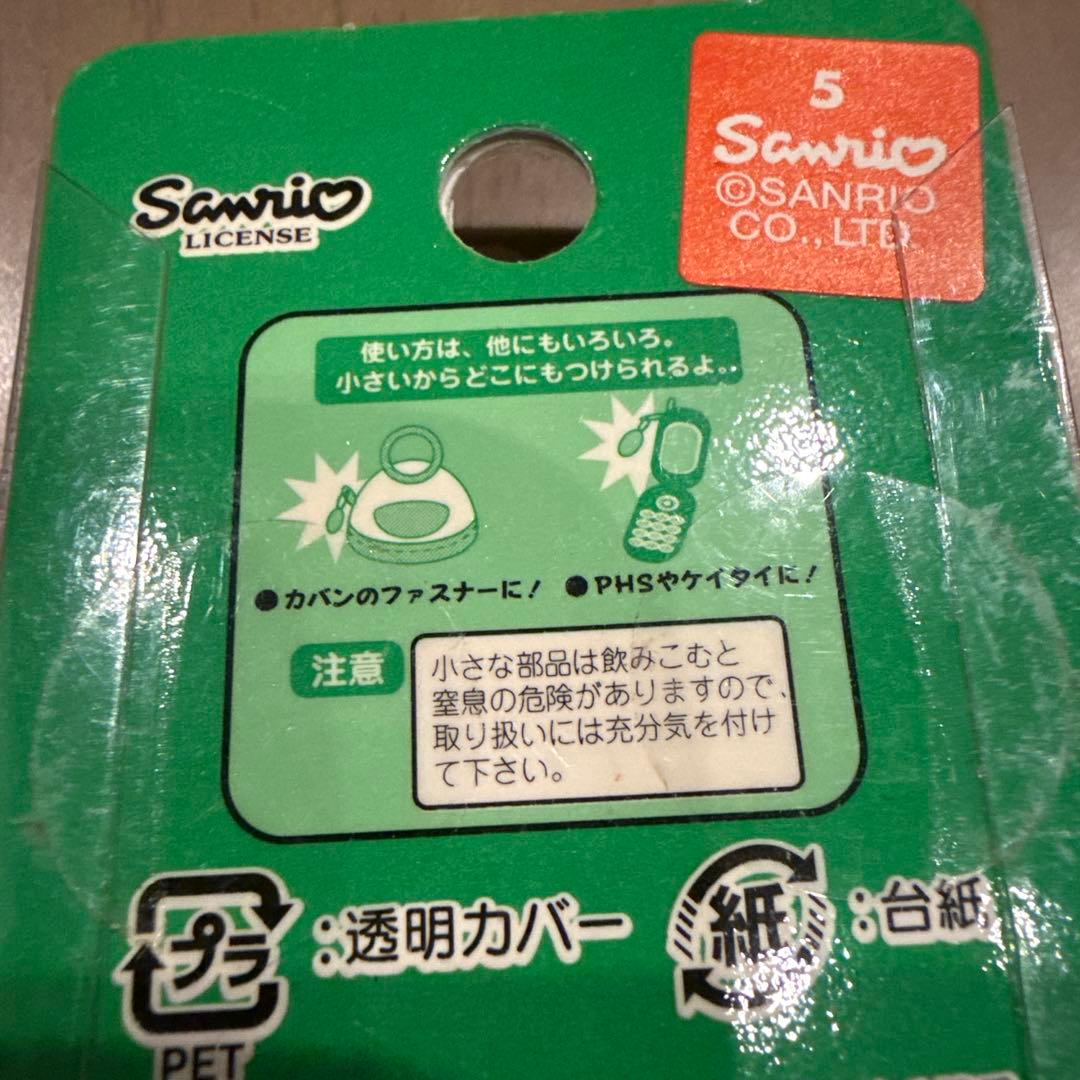 Sanrio
LICENSE
5
Sanrio
©SANRIO
CO., LTD.
使い方は、他にもいろいろ。
小さいからどこにもつけられるよ。
●カバンのファスナーに!
●PHSやケイタイに!
注意
小さな部品は飲みこむと
窒息の危険がありますので、
取り扱いには充分気を付け
て下さい。
プラ
:透明カバー
PET
紙
:台紙